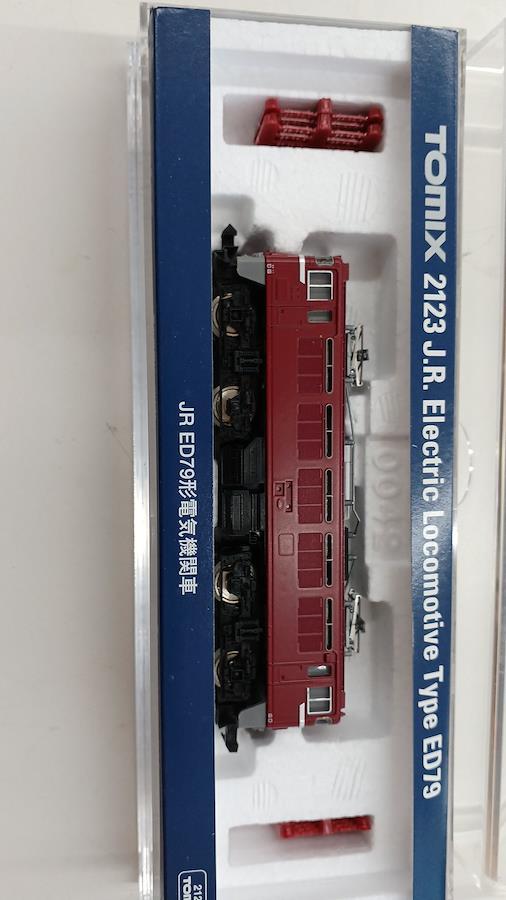 TOMIX 2123 J.R. Electric Locomotive Type ED79
JR ED79形電気機関車